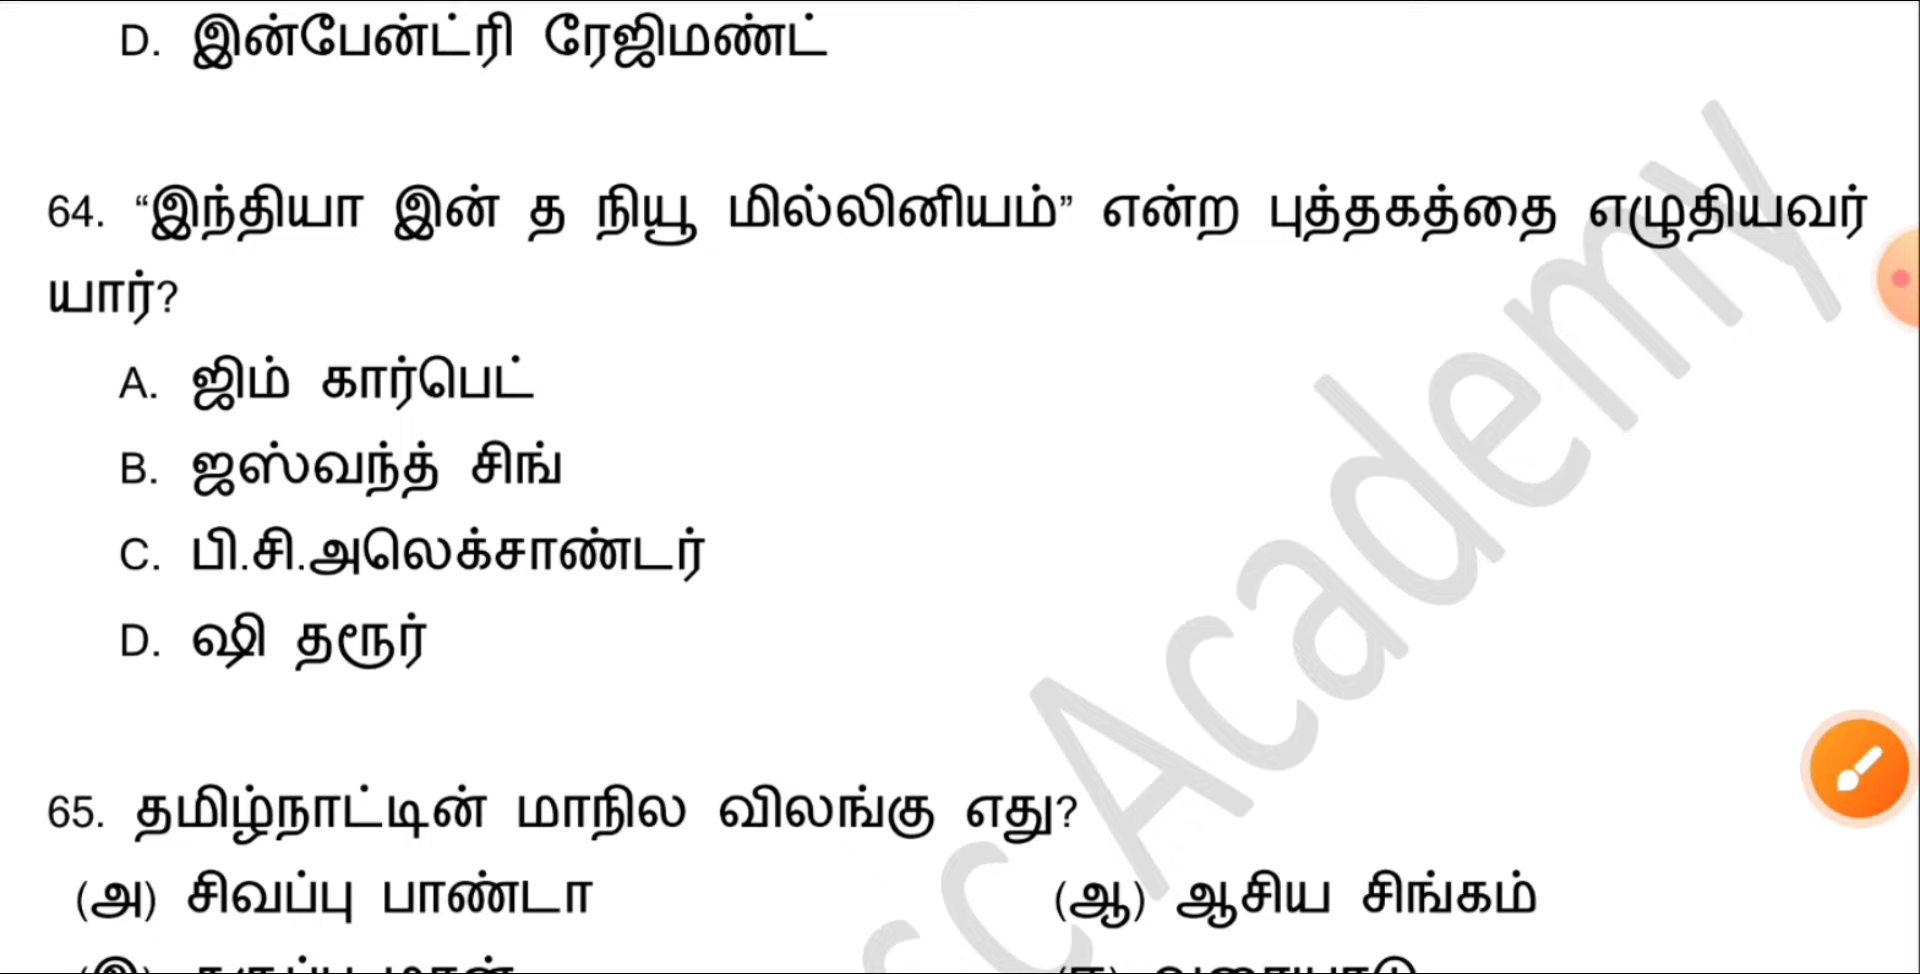 D. இன்பேன்ட்ரி ரேஜிமண்ட்
64. “இந்தியா இன் த நியூ மில்லினியம்” என்ற புத்தகத்தை எழுதியவர்
யார்?
A. ஜிம் கார்பெட்
B. ஜஸ்வந்த் சிங்
C. பி.சி.அலெக்சாண்டர்
D. ஷி தரூர்
65. தமிழ்நாட்டின் மாநில விலங்கு எது?
(அ) சிவப்பு பாண்டா (ஆ) ஆசிய சிங்கம்
Academy